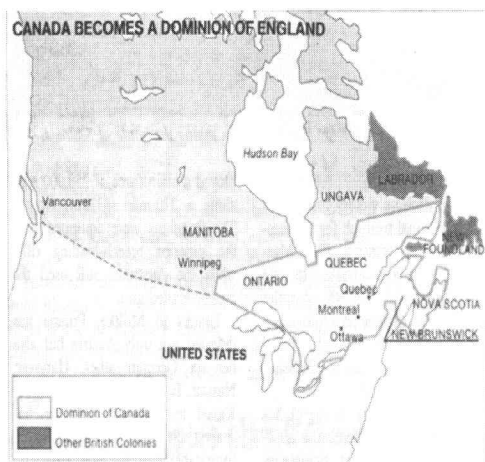 CANADA BECOMES A DOMINION OF ENGLAND
Hudson Bay
LABRADOR
UNGAVA
Vancouver
MANITOBA
NEW
FOUNDLAND
Winnipeg
ONTARIO
QUEBEC
Quebec
NOVA SCOTIA
Montreal
Ottawa
NEW BRUNSWICK
UNITED STATES
Dominion of Canada
Other British Colonies